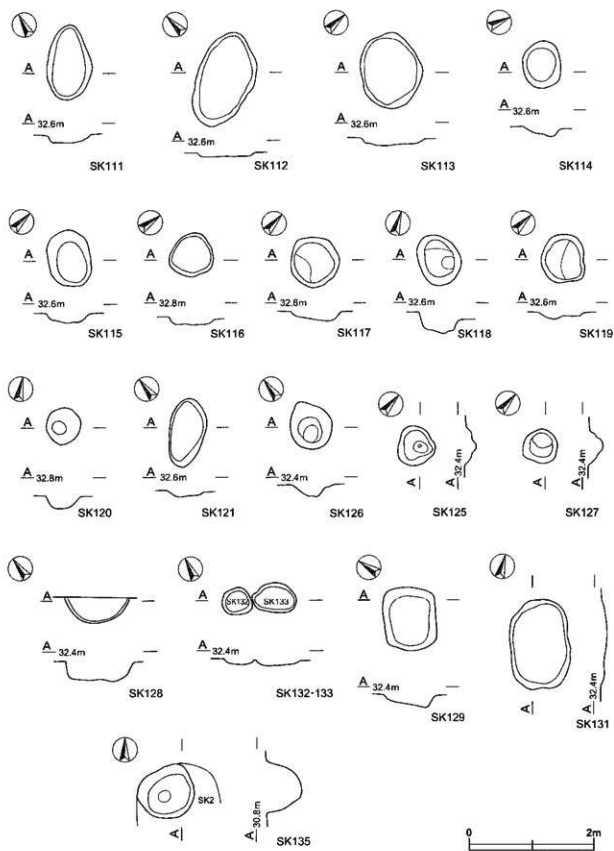 A A A A
A 32.6m A 32.6m A 32.6m A 32.6m
SK111 SK112 SK113 SK114
A A A A A
A 32.6m A 32.8m A 32.6m A 32.6m A 32.6m
SK115 SK116 SK117 SK118 SK119
A A A
A 32.8m A 32.6m A 32.4m A A 32.4m A A 32.4m
SK120 SK121 SK126 SK125 SK127
A A SK132 SK133 A
A 32.4m A 32.4m A 32.4m A A 32.4m
SK128 SK132-133 SK129 SK131
SK2
A A 30.8m
SK135
0 2m